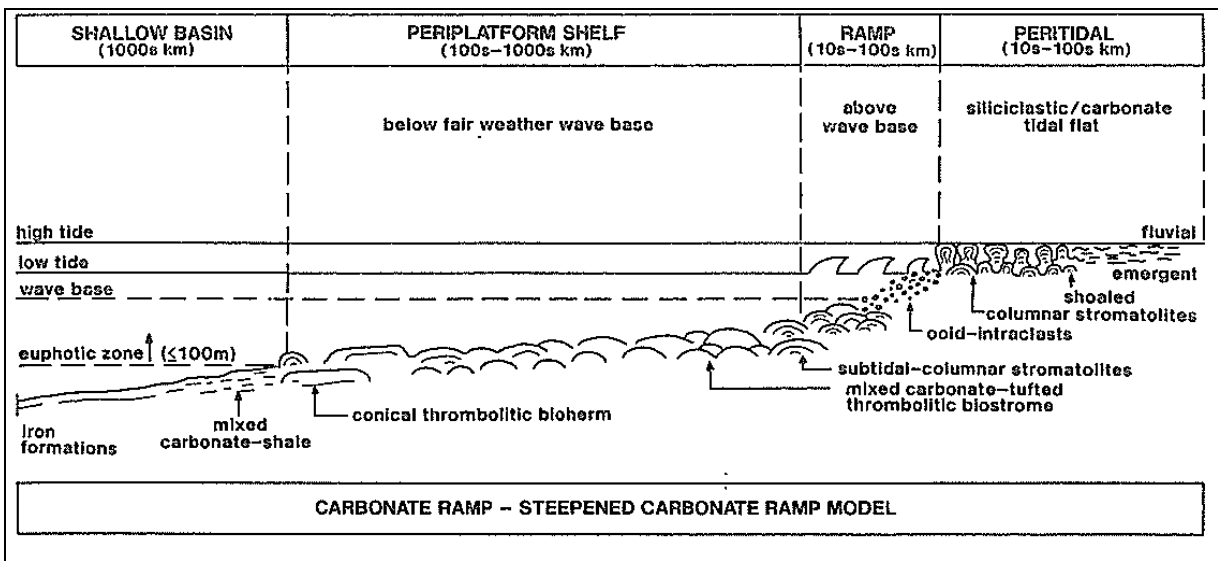 SHALLOW BASIN
(1000s km)
PERIPLATFORM SHELF
(100s–1000s km)
RAMP
(10s–100s km)
PERITIDAL
(10s–100s km)
below fair weather wave base
above
wave base
siliciclastic/carbonate
tidal flat
high tide
fluvial
low tide
emergent
wave base
shoaled
columnar stromatolites
ooid–intraclasts
euphotic zone (≤100m)
subtidal–columnar stromatolites
mixed carbonate–tufted
thrombolitic biostrome
conical thrombolitic bioherm
mixed
carbonate–shale
Iron
formations
CARBONATE RAMP – STEEPENED CARBONATE RAMP MODEL